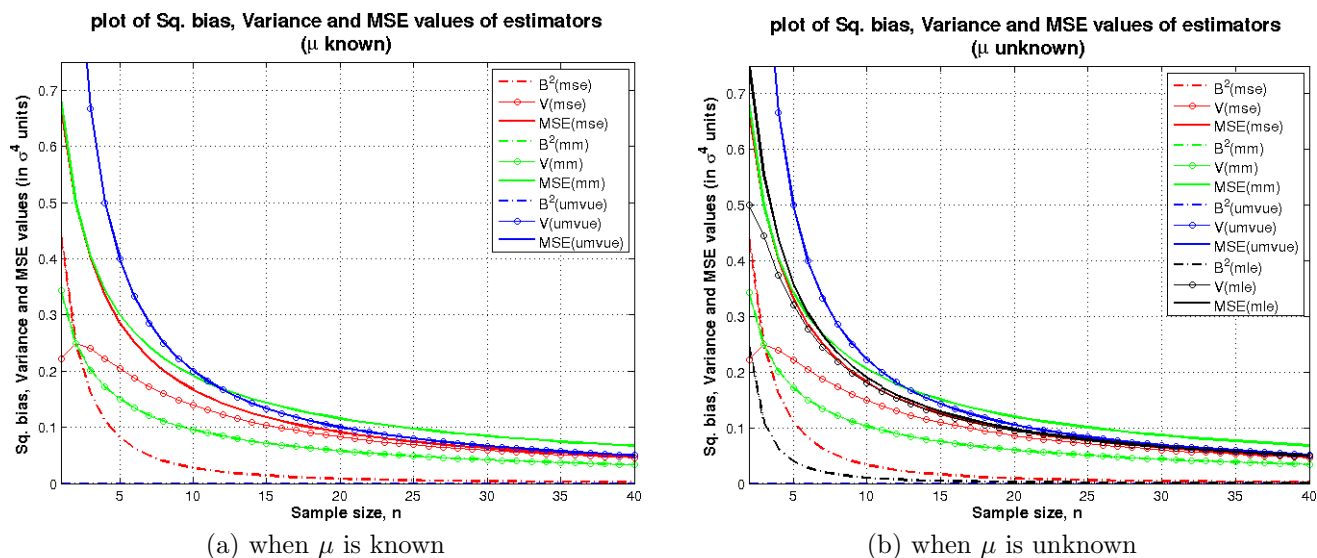 plot of Sq. bias, Variance and MSE values of estimators
(μ known)
Sq. bias, Variance and MSE values (in σ⁴ units)
0.7
0.6
0.5
0.4
0.3
0.2
0.1
0
5
10
15
20
25
30
35
40
Sample size, n
B²(mse)
V(mse)
MSE(mse)
B²(mm)
V(mm)
MSE(mm)
B²(umvue)
V(umvue)
MSE(umvue)
(a) when μ is known
plot of Sq. bias, Variance and MSE values of estimators
(μ unknown)
Sq. bias, Variance and MSE values (in σ⁴ units)
0.7
0.6
0.5
0.4
0.3
0.2
0.1
0
5
10
15
20
25
30
35
40
Sample size, n
B²(mse)
V(mse)
MSE(mse)
B²(mm)
V(mm)
MSE(mm)
B²(umvue)
V(umvue)
MSE(umvue)
B²(mle)
V(mle)
MSE(mle)
(b) when μ is unknown